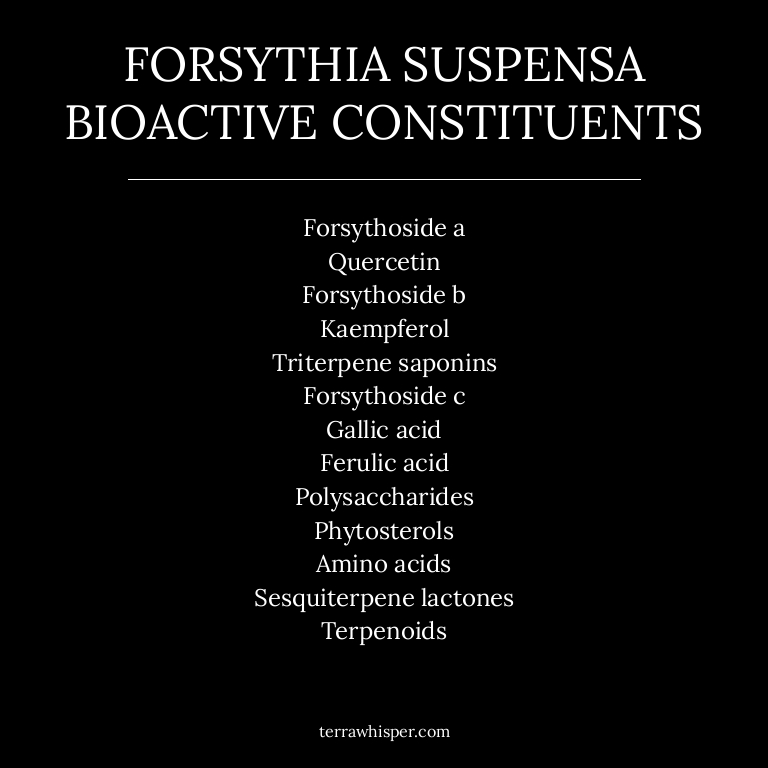 FORSYTHIA SUSPENSA
BIOACTIVE CONSTITUENTS
Forsythoside a
Quercetin
Forsythoside b
Kaempferol
Triterpene saponins
Forsythoside c
Gallic acid
Ferulic acid
Polysaccharides
Phytosterols
Amino acids
Sesquiterpene lactones
Terpenoids
terrawhisper.com